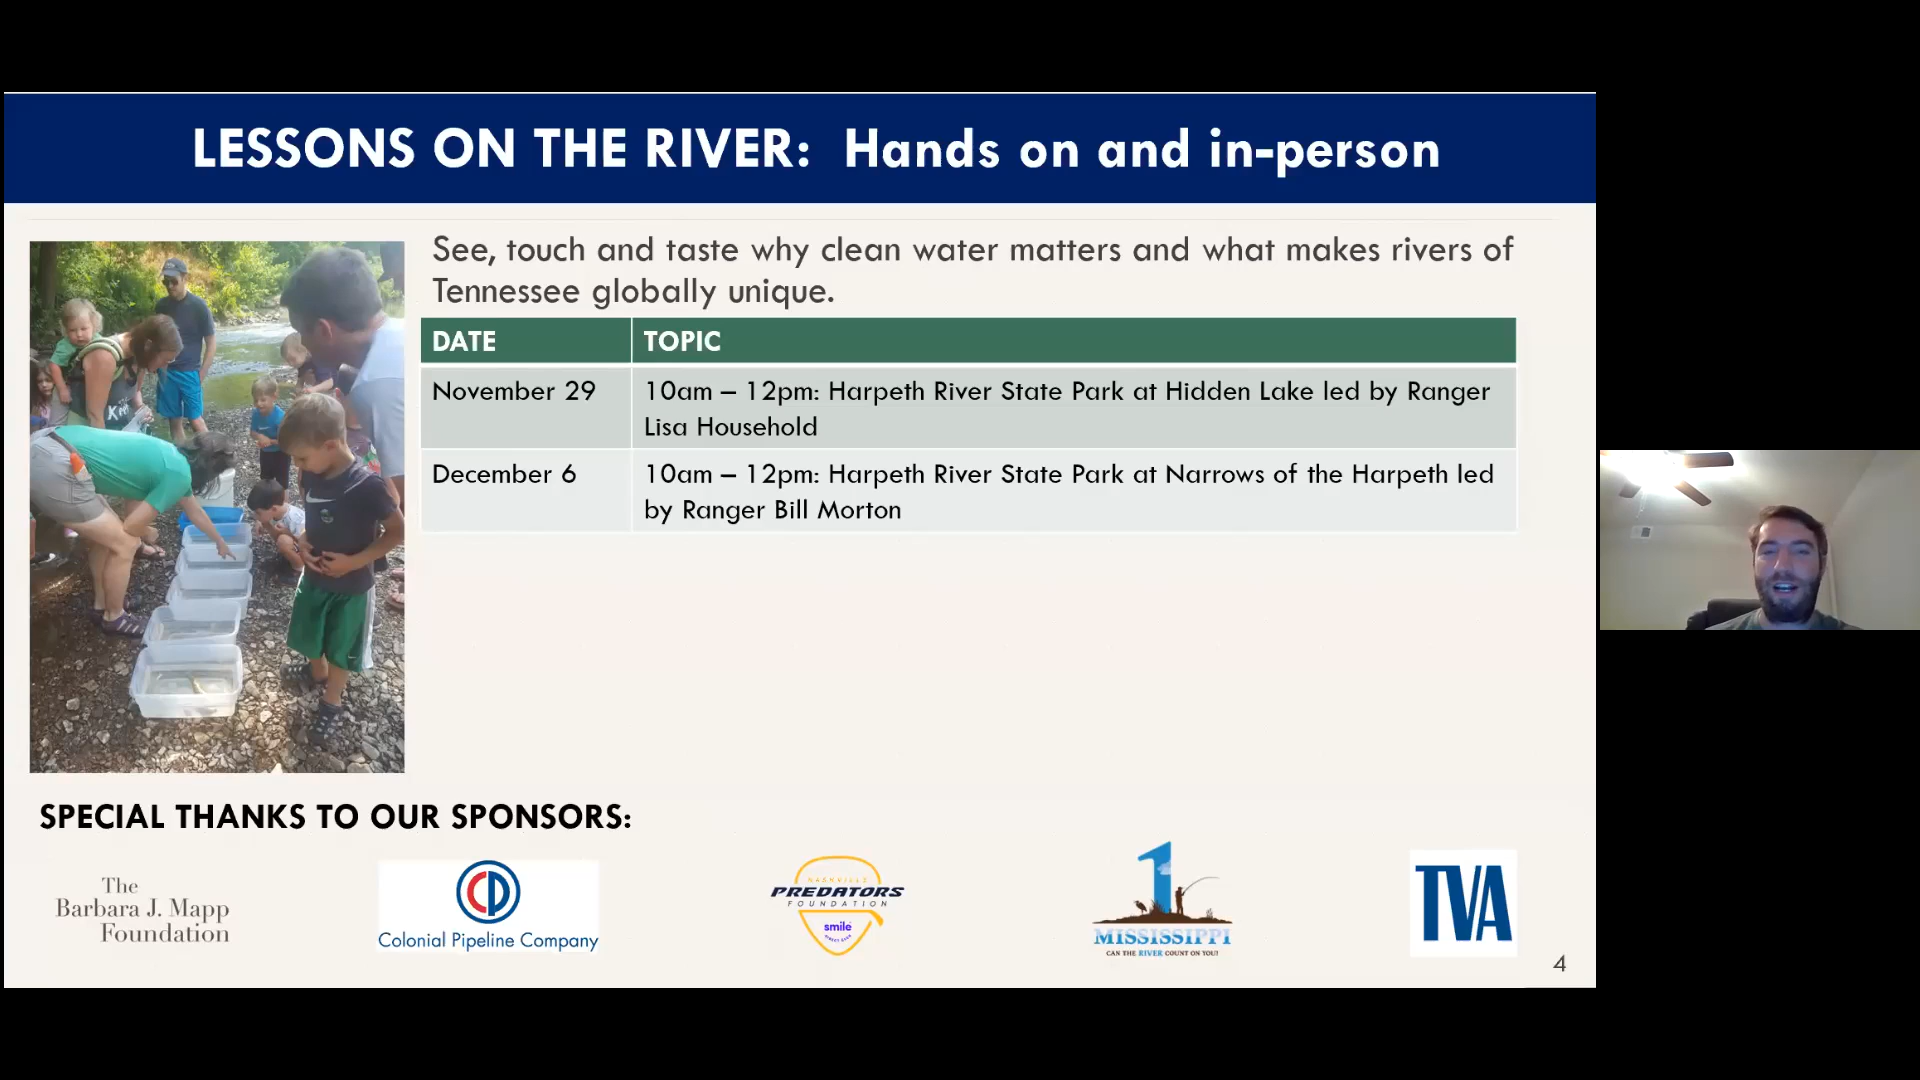 LESSONS ON THE RIVER: Hands on and in-person
See, touch and taste why clean water matters and what makes rivers of
Tennessee globally unique.
DATE
TOPIC
November 29
10am – 12pm: Harpeth River State Park at Hidden Lake led by Ranger
Lisa Household
December 6
10am – 12pm: Harpeth River State Park at Narrows of the Harpeth led
by Ranger Bill Morton
SPECIAL THANKS TO OUR SPONSORS:
The
Barbara J. Mapp
Foundation
Colonial Pipeline Company
NASHVILLE
PREDATORS
FOUNDATION
smile
DIRECT CLUB
1
MISSISSIPPI
CAN THE RIVER COUNT ON YOU?
TVA
4